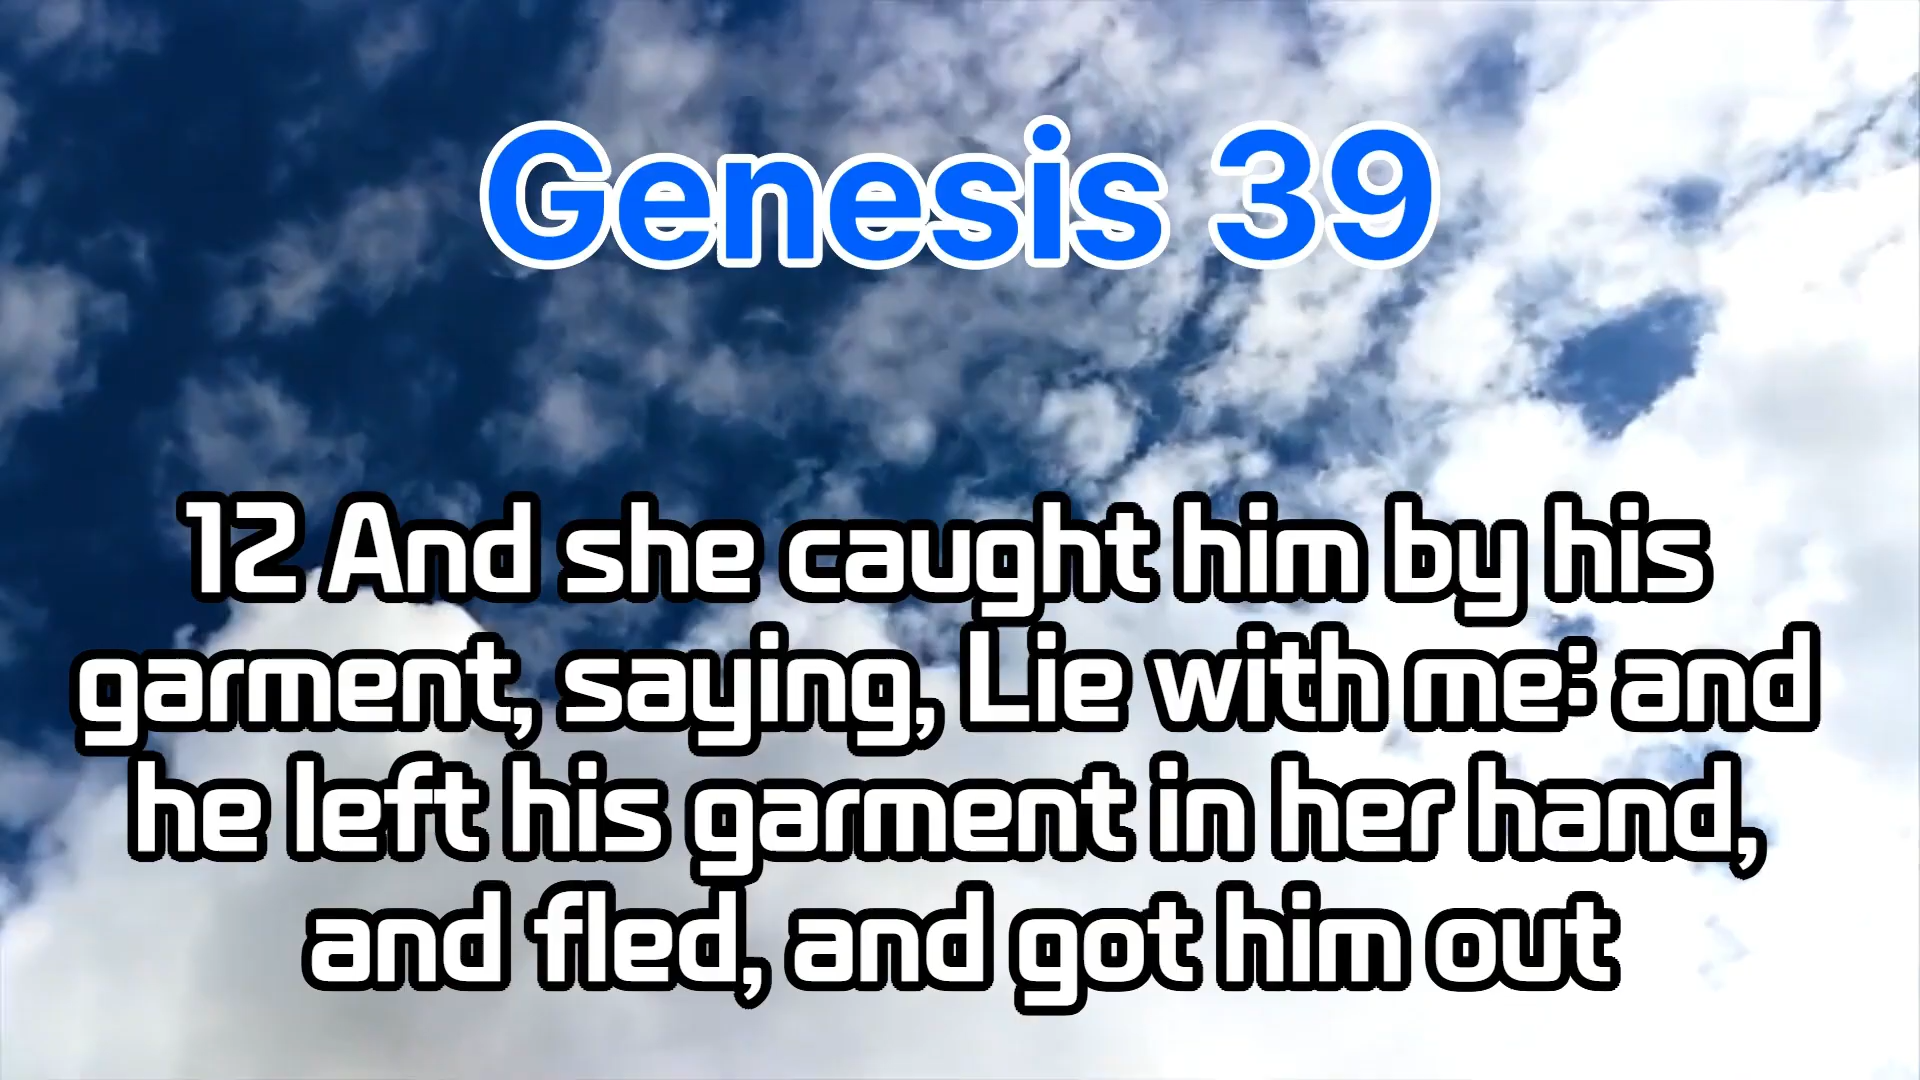 Genesis 39
12 And she caught him by his
garment, saying, Lie with me: and
he left his garment in her hand,
and fled, and got him out